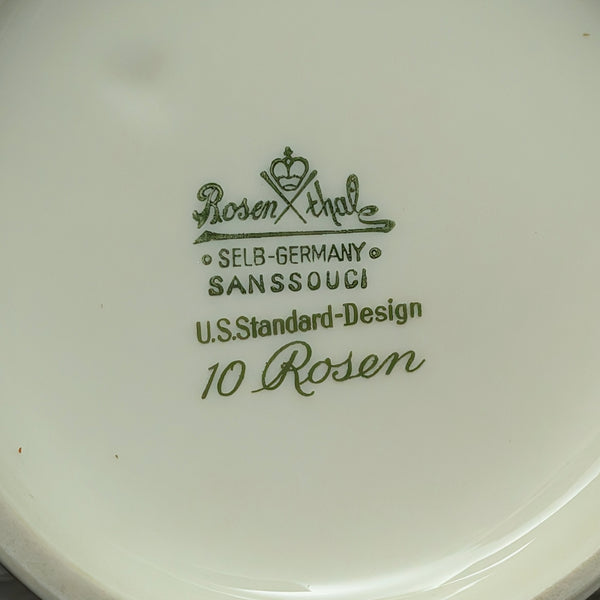 Rosenthal
SELB-GERMANY
SANSSOUCI
U.S.Standard-Design
10 Rosen